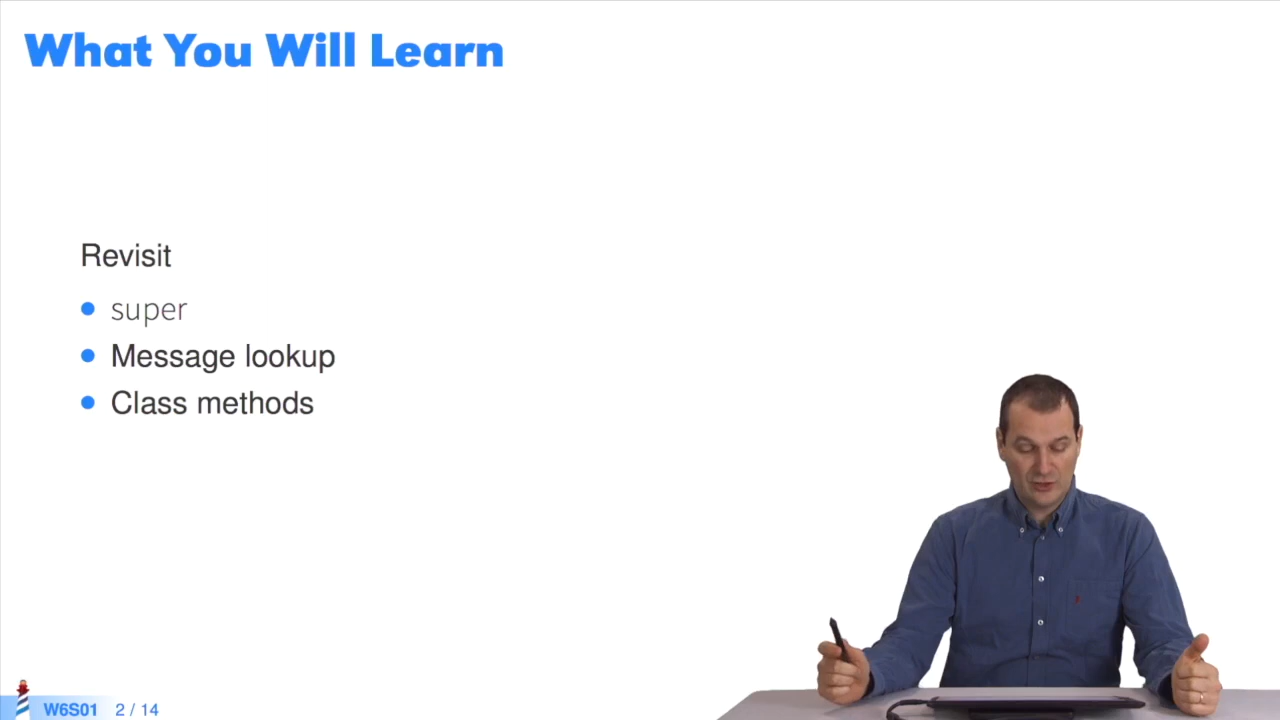 What You Will Learn
Revisit
super
Message lookup
Class methods
W6S01 2 / 14